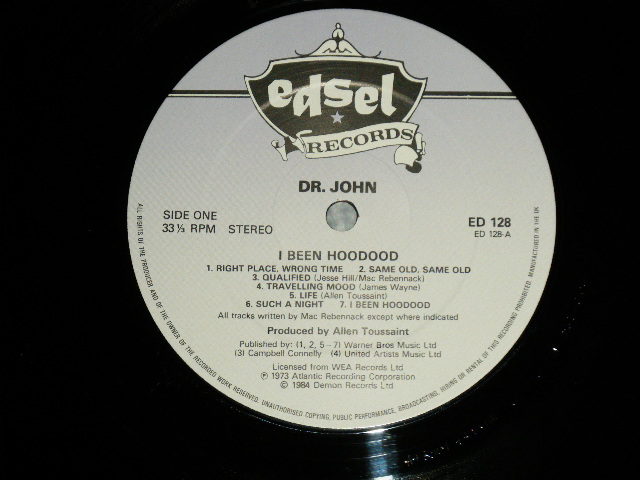 edsel
RECORDS
DR. JOHN
SIDE ONE
33⅓ RPM STEREO
ED 128
ED 128-A
I BEEN HOODOOD
1. RIGHT PLACE, WRONG TIME 2. SAME OLD, SAME OLD
3. QUALIFIED (Jesse Hill/Mac Rebennack)
4. TRAVELLING MOOD (James Wayne)
5. LIFE (Allen Toussaint)
6. SUCH A NIGHT 7. I BEEN HOODOOD
All tracks written by Mac Rebennack except where indicated
Produced by Allen Toussaint
Published by: (1, 2, 5-7) Warner Bros Music Ltd
(3) Campbell Connelly (4) United Artists Music Ltd
Licensed from WEA Records Ltd
℗ 1973 Atlantic Recording Corporation
© 1984 Demon Records Ltd
ALL RIGHTS OF THE PRODUCER AND OF THE OWNER OF THE RECORDED WORK RESERVED. UNAUTHORISED COPYING, PUBLIC PERFORMANCE, BROADCASTING, HIRING OR RENTAL OF THIS RECORDING PROHIBITED. MANUFACTURED IN THE UK